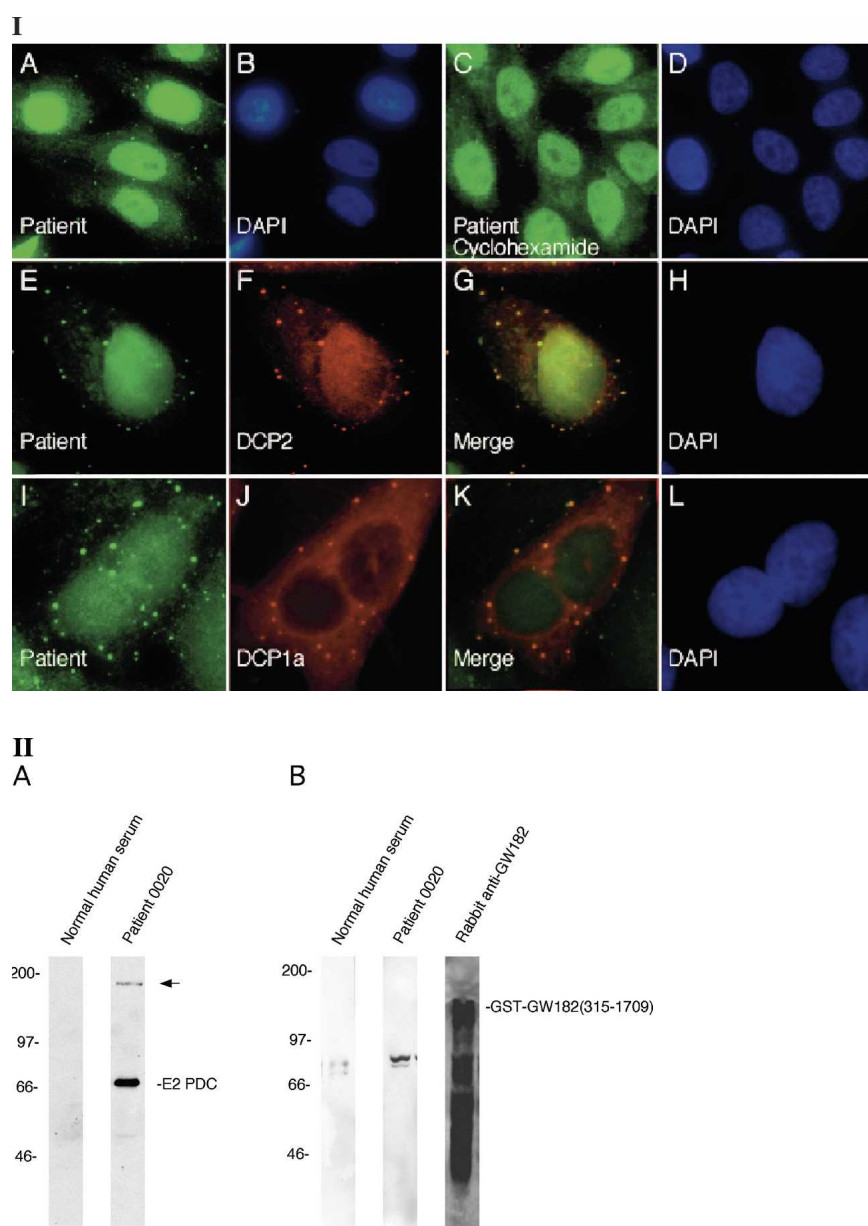 I
A
B
C
D
Patient
DAPI
Patient
Cyclohexamide
DAPI
E
F
G
H
Patient
DCP2
Merge
DAPI
I
J
K
L
Patient
DCP1a
Merge
DAPI
II
A
B
Normal human serum
Patient 0020
200-
97-
66-
46-
-E2 PDC
Normal human serum
Patient 0020
Rabbit anti-GW182
200-
97-
66-
46-
-GST-GW182(315-1709)